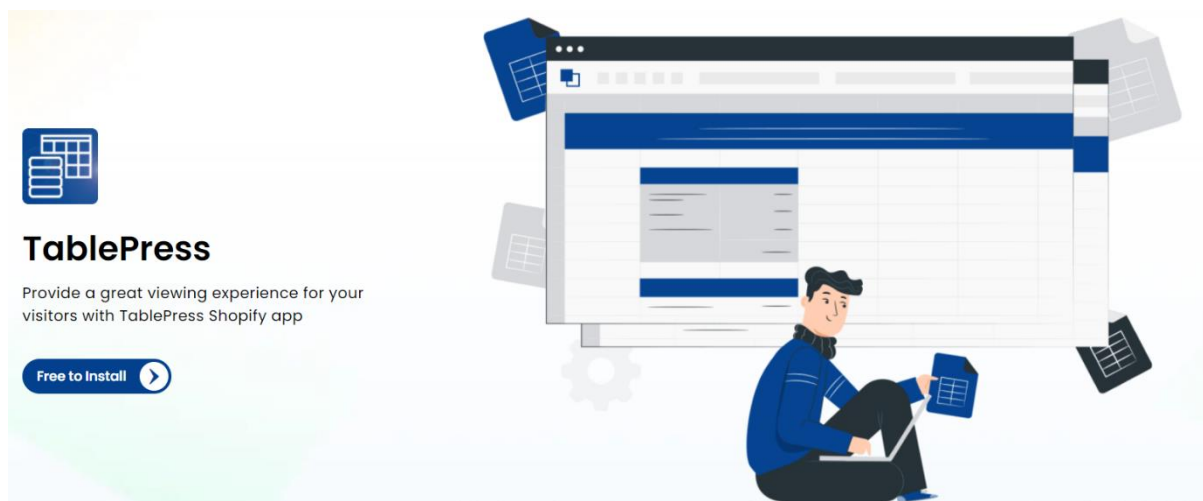 TablePress
Provide a great viewing experience for your
visitors with TablePress Shopify app
Free to Install